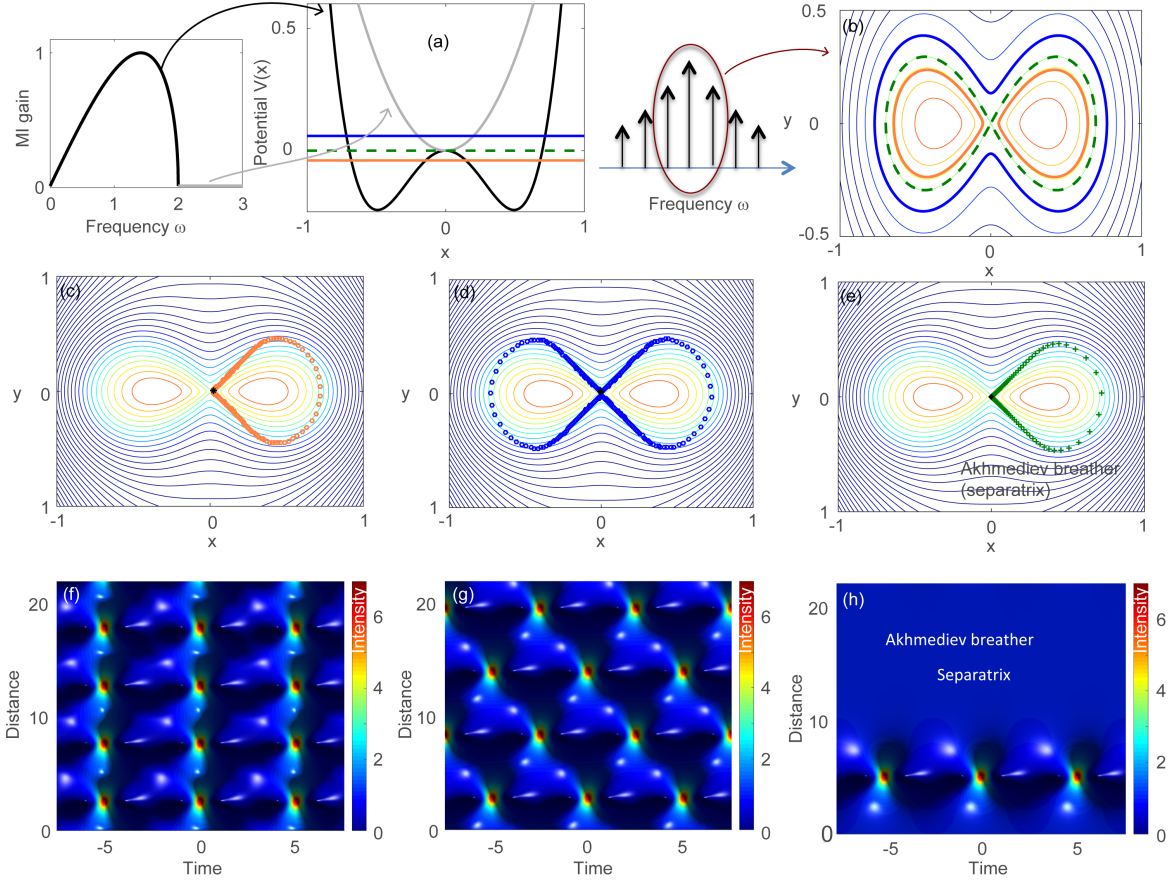 1
0
MI gain
0 1 2 3
Frequency ω
0.5
0
Potential V(x)
(a)
-1 0 1
x
Frequency ω
(b)
0.5
y 0
-0.5
-1 0 1
x
(c)
1
y 0
1
-1 0 1
x
(d)
1
y 0
1
-1 0 1
x
(e)
1
y 0
1
Akhmediev breather
(separatrix)
-1 0 1
x
(f)
20
10
0
Distance
-5 0 5
Time
Intensity
6
4
2
0
(g)
20
10
0
Distance
-5 0 5
Time
Intensity
6
4
2
0
(h)
20
10
0
Distance
Akhmediev breather
Separatrix
-5 0 5
Time
Intensity
6
4
2
0